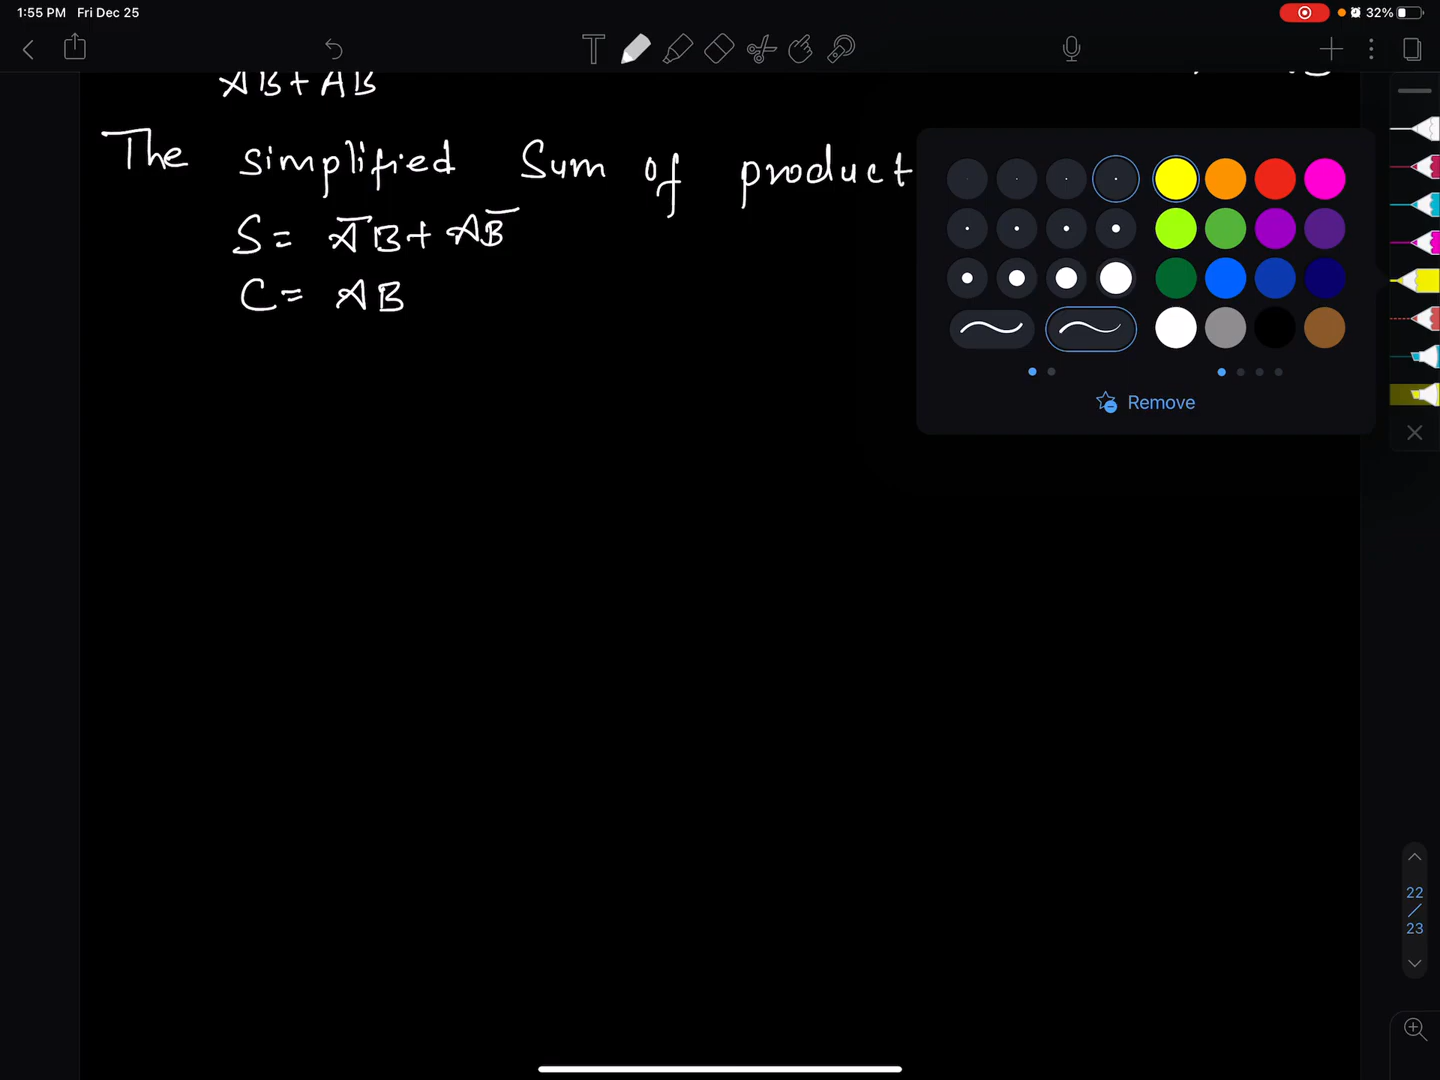 1:55 PM Fri Dec 25
32%
The simplified Sum of product
S = A̅B + AB̅
C = AB
Remove
22
/
23